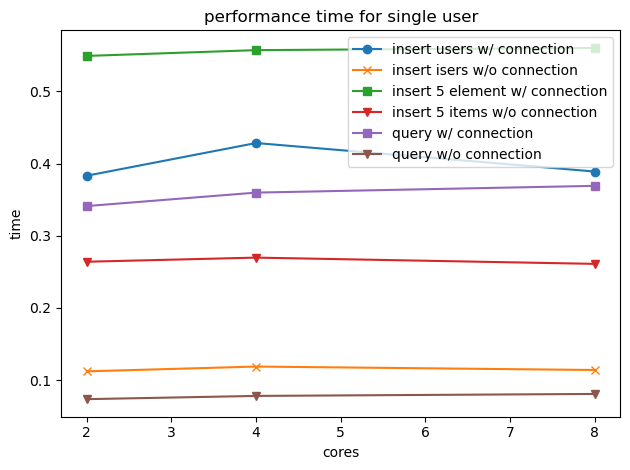 performance time for single user
insert users w/ connection
insert isers w/o connection
insert 5 element w/ connection
insert 5 items w/o connection
query w/ connection
query w/o connection
time
0.5
0.4
0.3
0.2
0.1
2 3 4 5 6 7 8
cores